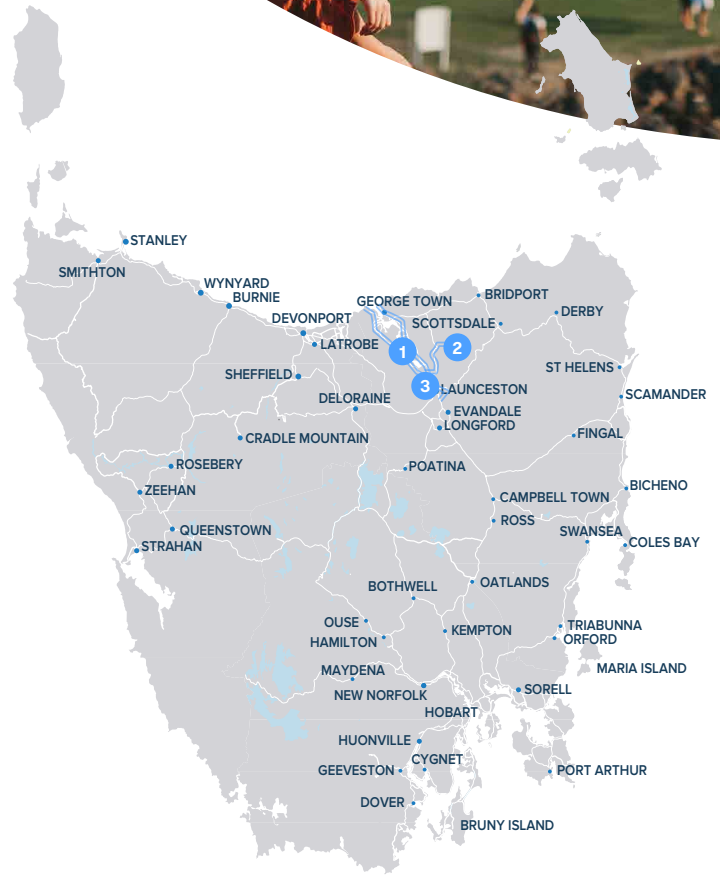 STANLEY
SMITHTON
WYNYARD
BURNIE
GEORGE TOWN
BRIDPORT
DERBY
DEVONPORT
SCOTTSDALE
LATROBE
1
2
ST HELENS
SHEFFIELD
3
LAUNCESTON
SCAMANDER
DELORAINE
EVANDALE
LONGFORD
FINGAL
CRADLE MOUNTAIN
ROSEBERY
POATINA
ZEEHAN
BICHENO
CAMPBELL TOWN
ROSS
QUEENSTOWN
SWANSEA
STRAHAN
COLES BAY
BOTHWELL
OATLANDS
OUSE
KEMPTON
TRIABUNNA
HAMILTON
ORFORD
MAYDENA
MARIA ISLAND
NEW NORFOLK
SORELL
HOBART
HUONVILLE
CYGNET
GEEVESTON
PORT ARTHUR
DOVER
BRUNY ISLAND